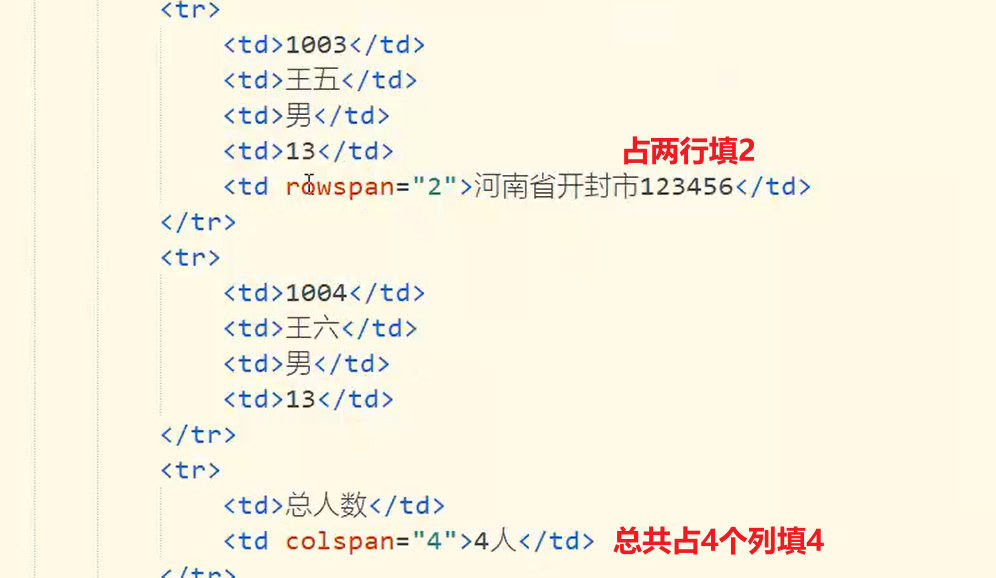 <tr>
<td>1003</td>
<td>王五</td>
<td>男</td>
<td>13</td>
占两行填2
<td rowspan="2">河南省开封市123456</td>
</tr>
<tr>
<td>1004</td>
<td>王六</td>
<td>男</td>
<td>13</td>
</tr>
<tr>
<td>总人数</td>
<td colspan="4">4人</td> 总共占4个列填4
</tr>